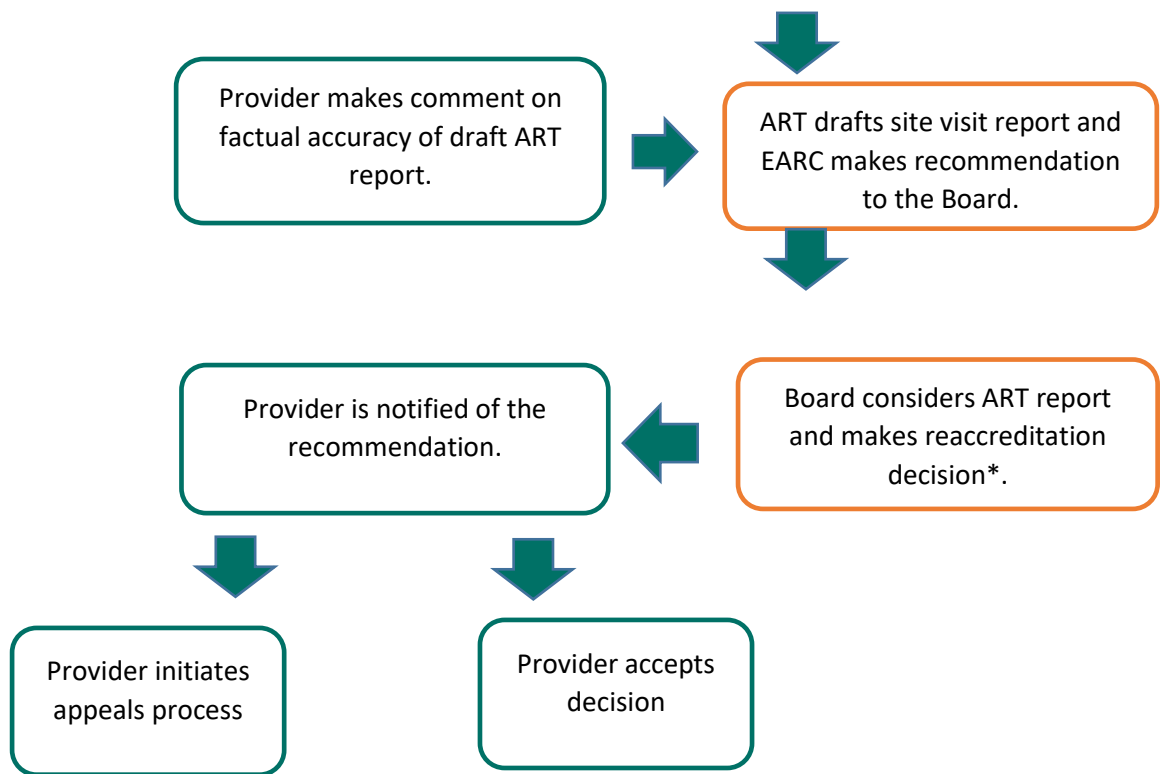 Provider makes comment on
factual accuracy of draft ART
report.
ART drafts site visit report and
EARC makes recommendation
to the Board.
Provider is notified of the
recommendation.
Board considers ART report
and makes reaccreditation
decision*.
Provider initiates
appeals process
Provider accepts
decision